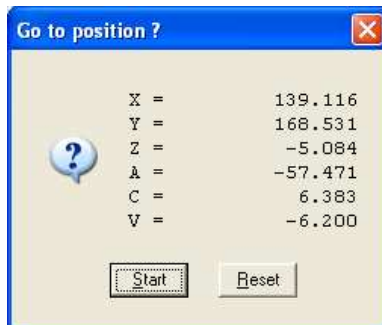 Go to position ?
X = 139.116
Y = 168.531
Z = -5.084
A = -57.471
C = 6.383
V = -6.200
Start Reset